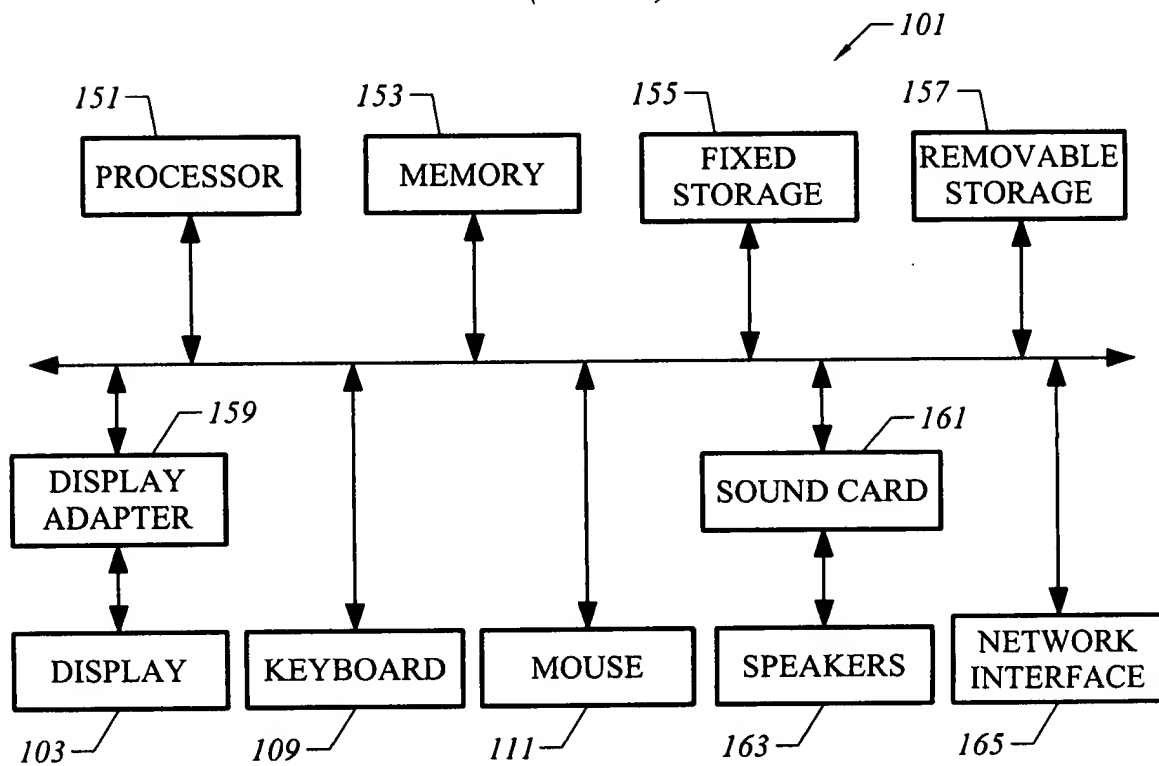 101
151
153
155
157
PROCESSOR
MEMORY
FIXED
STORAGE
REMOVABLE
STORAGE
159
161
DISPLAY
ADAPTER
SOUND CARD
DISPLAY
KEYBOARD
MOUSE
SPEAKERS
NETWORK
INTERFACE
103
109
111
163
165